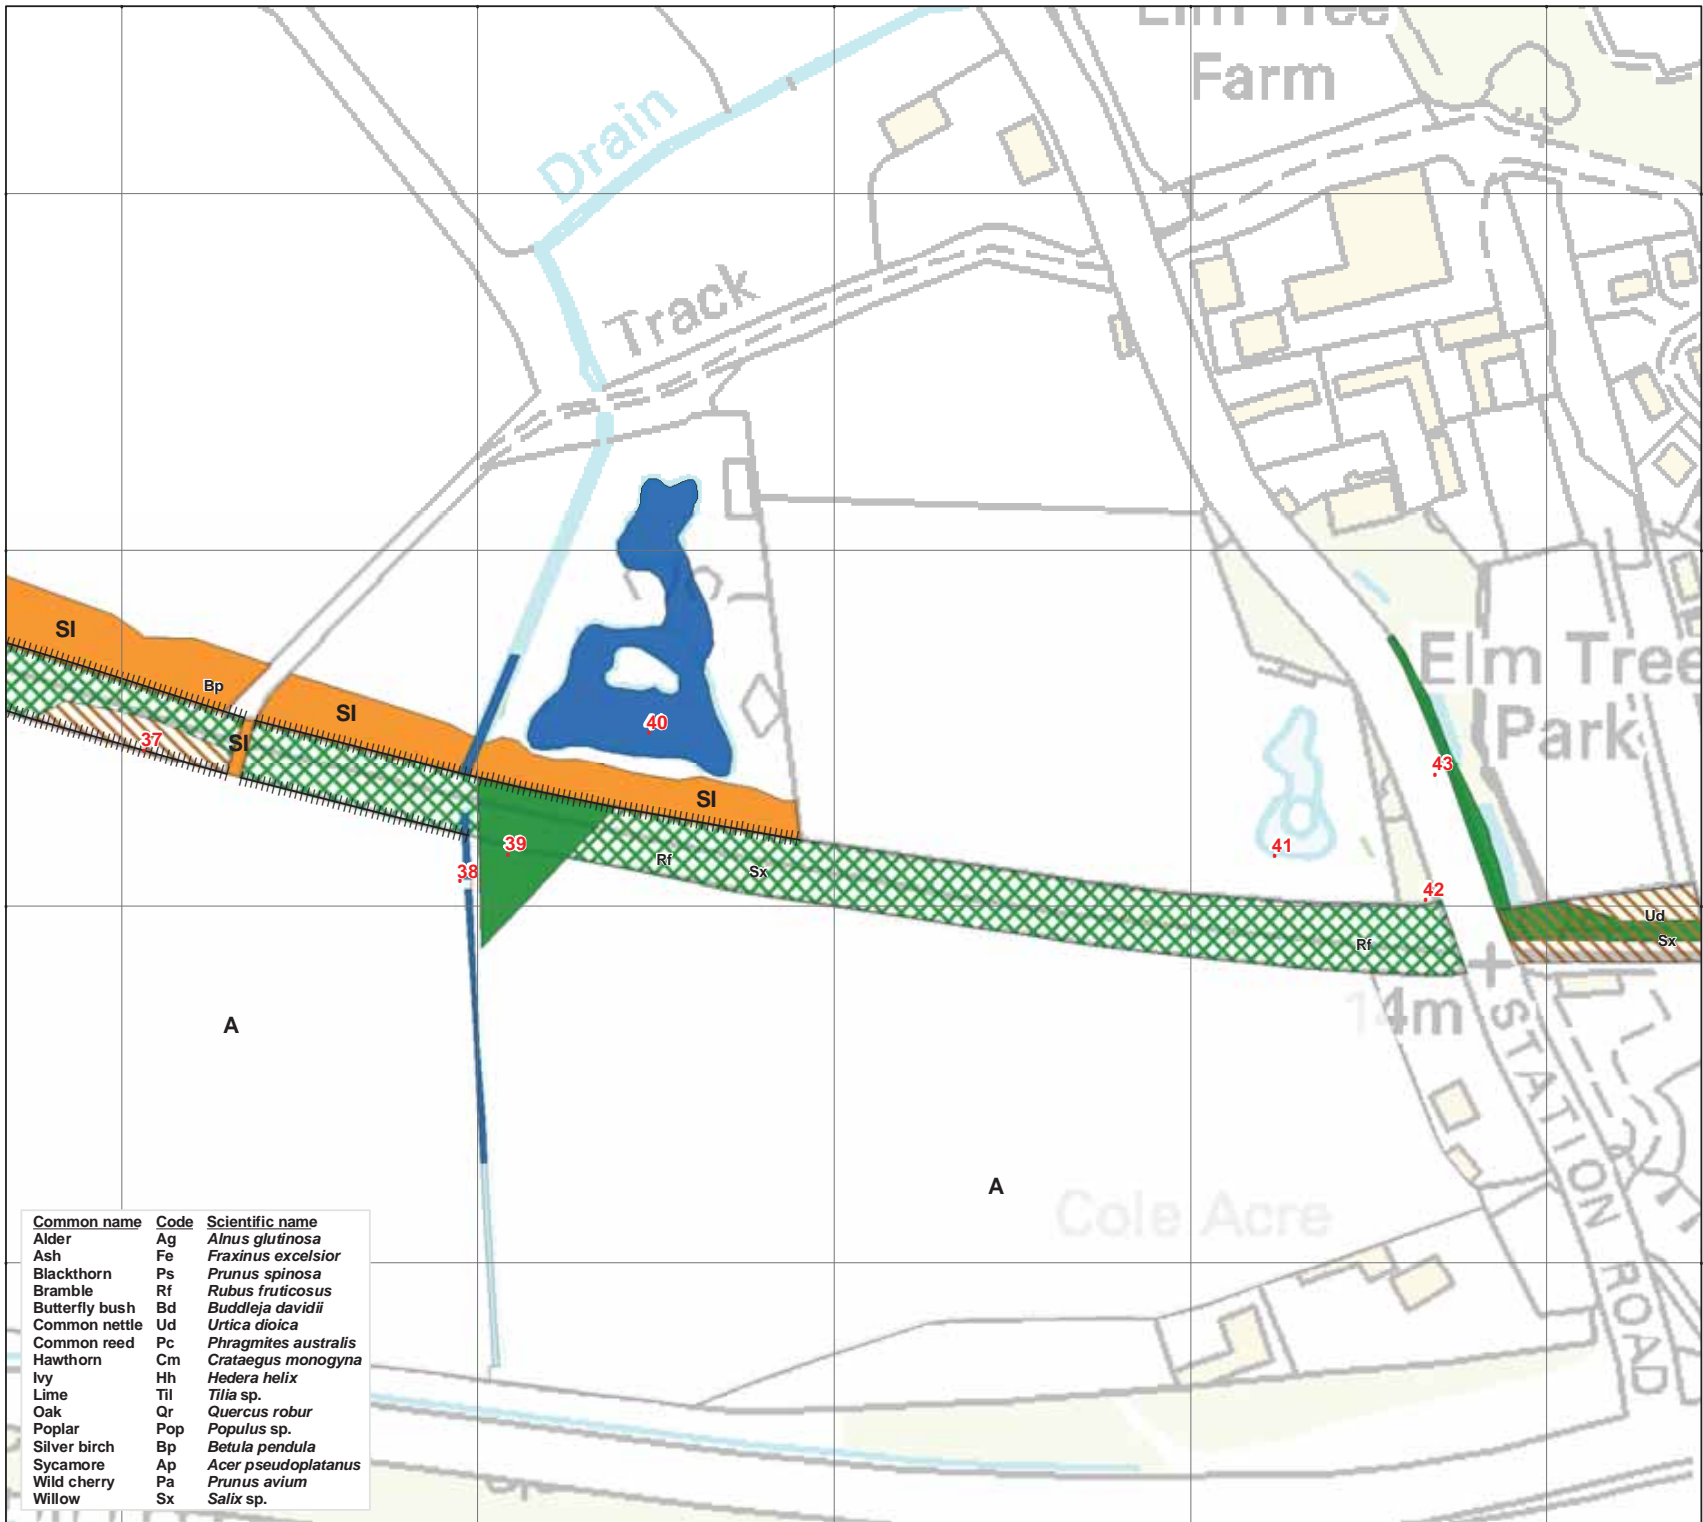 Elm Tree
Farm
Drain
Track
SI
Bp
SI
37
SI
40
SI
Elm Tree
Park
43
39
38
41
42
Rf
Sx
Rf
Ud
Sx
14m
STATION ROAD
A
A
Cole Acre
Common name Code Scientific name
Alder Ag Alnus glutinosa
Ash Fe Fraxinus excelsior
Blackthorn Ps Prunus spinosa
Bramble Rf Rubus fruticosus
Butterfly bush Bd Buddleja davidii
Common nettle Ud Urtica dioica
Common reed Pc Phragmites australis
Hawthorn Cm Crataegus monogyna
Ivy Hh Hedera helix
Lime Til Tilia sp.
Oak Qr Quercus robur
Poplar Pop Populus sp.
Silver birch Bp Betula pendula
Sycamore Ap Acer pseudoplatanus
Wild cherry Pa Prunus avium
Willow Sx Salix sp.